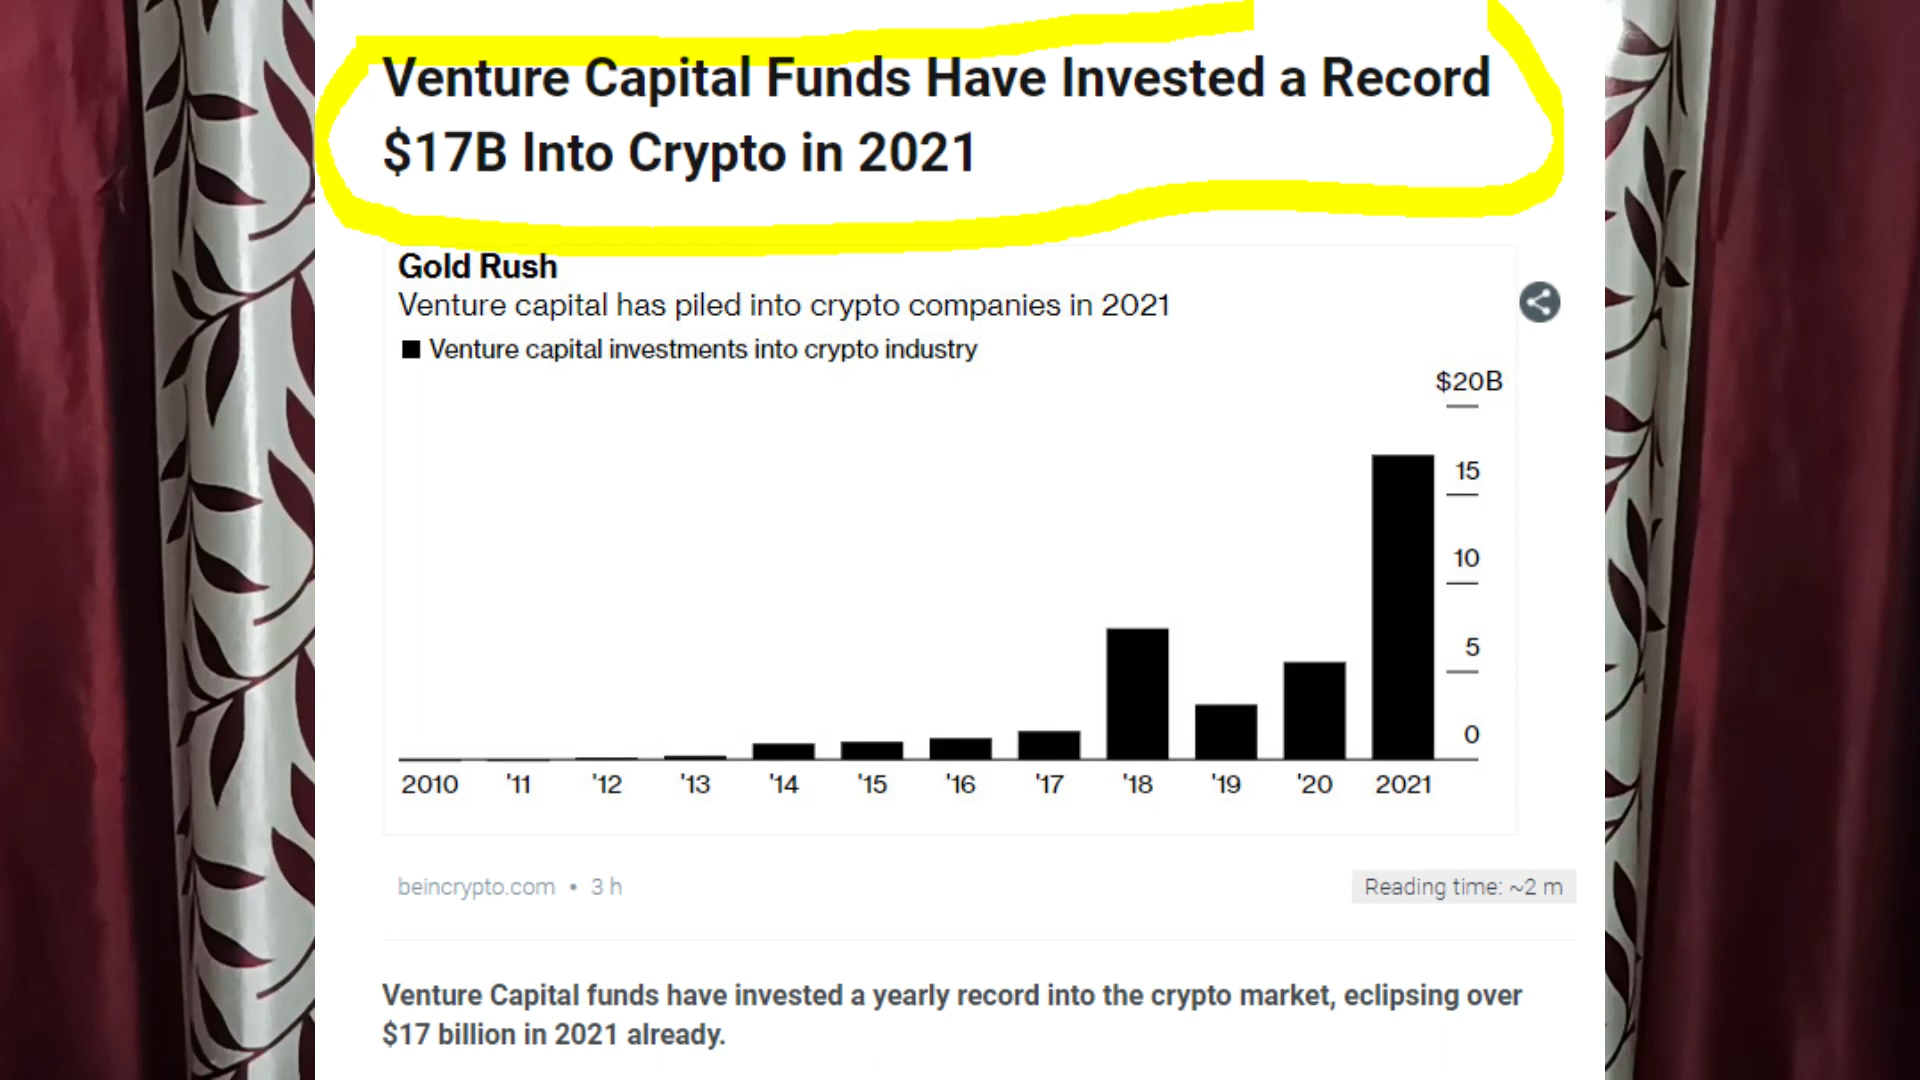 Venture Capital Funds Have Invested a Record
$17B Into Crypto in 2021
Gold Rush
Venture capital has piled into crypto companies in 2021
Venture capital investments into crypto industry
$20B
15
10
5
0
2010 '11 '12 '13 '14 '15 '16 '17 '18 '19 '20 2021
beincrypto.com • 3 h
Reading time: ~2 m
Venture Capital funds have invested a yearly record into the crypto market, eclipsing over
$17 billion in 2021 already.